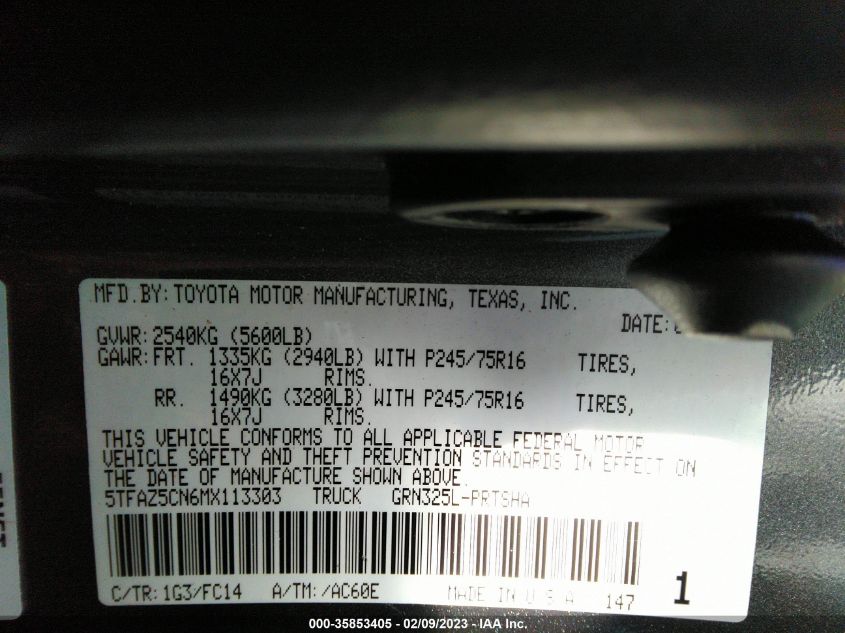 MFD.BY:TOYOTA MOTOR MANUFACTURING, TEXAS, INC.
DATE:
GVWR:2540KG (5600LB)
GAWR:FRT. 1335KG (2940LB) WITH P245/75R16 TIRES,
16X7J RIMS.
RR. 1490KG (3280LB) WITH P245/75R16 TIRES,
16X7J RIMS.
THIS VEHICLE CONFORMS TO ALL APPLICABLE FEDERAL MOTOR
VEHICLE SAFETY AND THEFT PREVENTION STANDARDS IN EFFECT ON
THE DATE OF MANUFACTURE SHOWN ABOVE.
5TFAZ5CN6MX113303 TRUCK GRN325L-PRTSHA
C/TR:1G3/FC14 A/TM:/AC60E MADE IN U S A 147 1
000-35853405 - 02/09/2023 - IAA Inc.